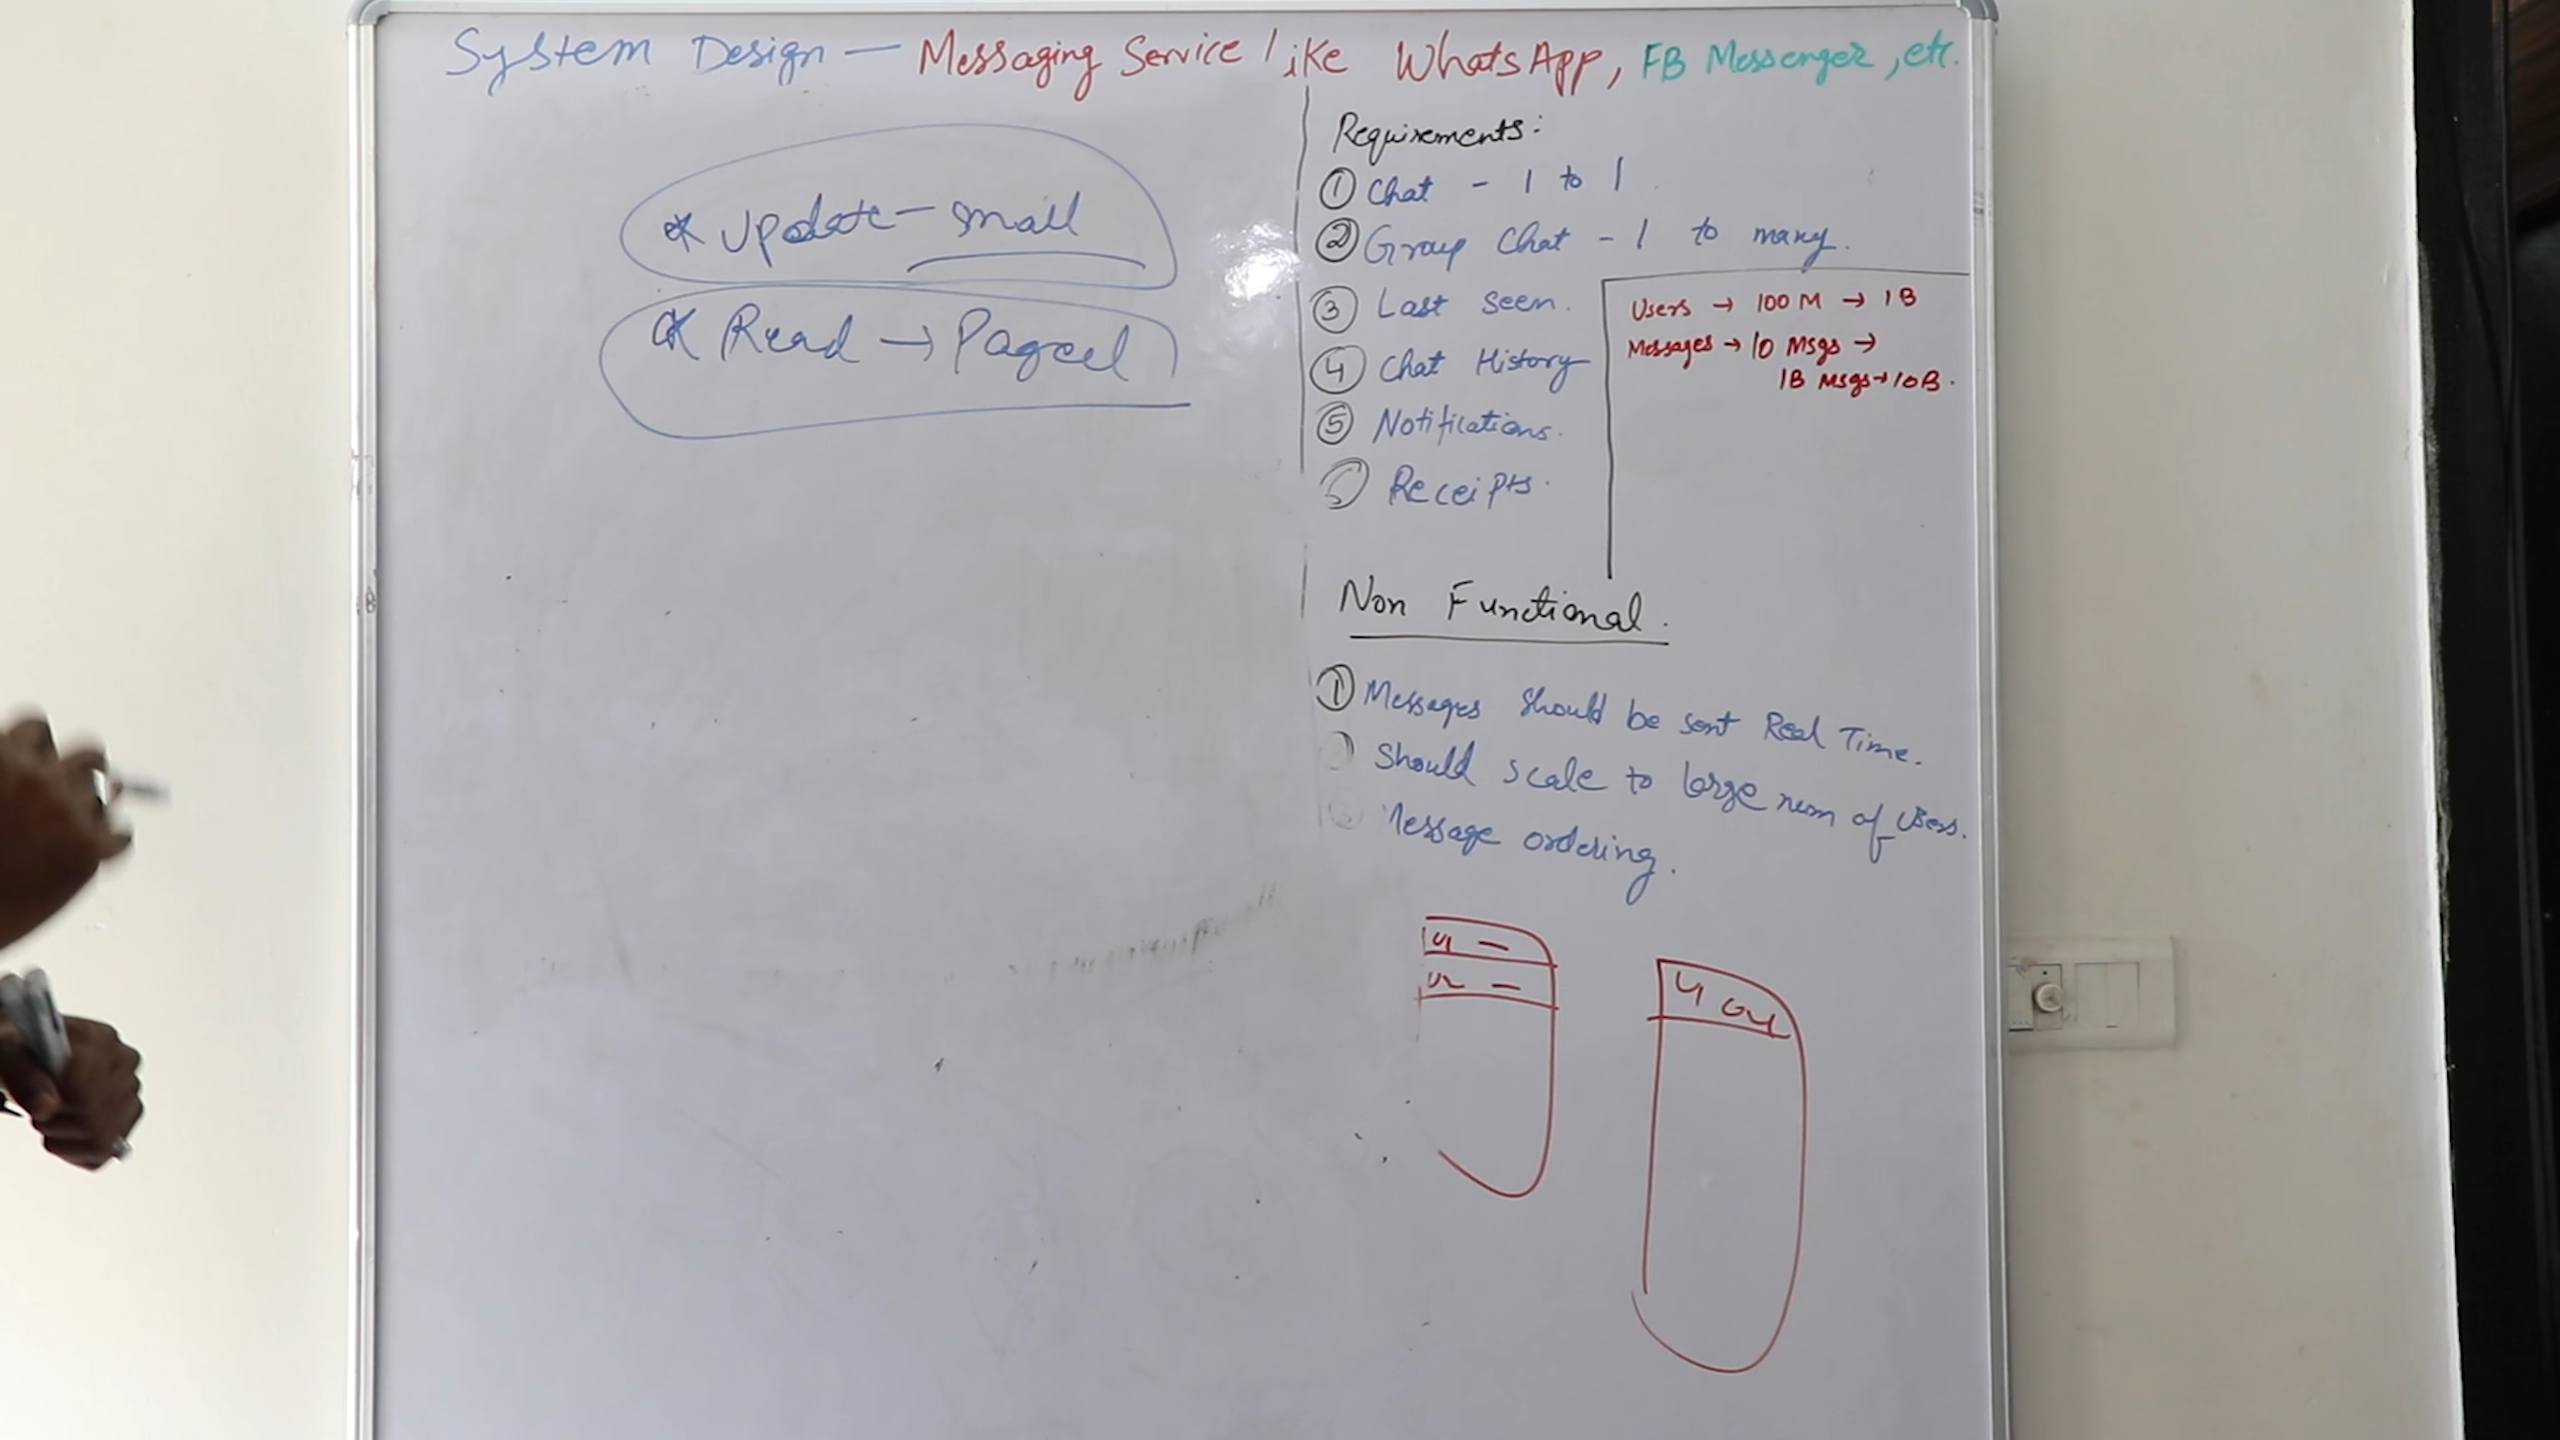 System Design — Messaging Service like WhatsApp, FB Messenger, etc.
* Update — small
* Read → Paged
Requirements:
① Chat - 1 to 1
② Group Chat - 1 to many.
③ Last Seen.
④ Chat History
⑤ Notifications.
⑥ Receipts.
Users → 100 M → 1 B
Messages → 10 Msgs →
1B Msgs → 10B.
Non Functional.
① Messages should be sent Real Time.
Should scale to large num of users.
Message ordering.
U1 —
U2 —